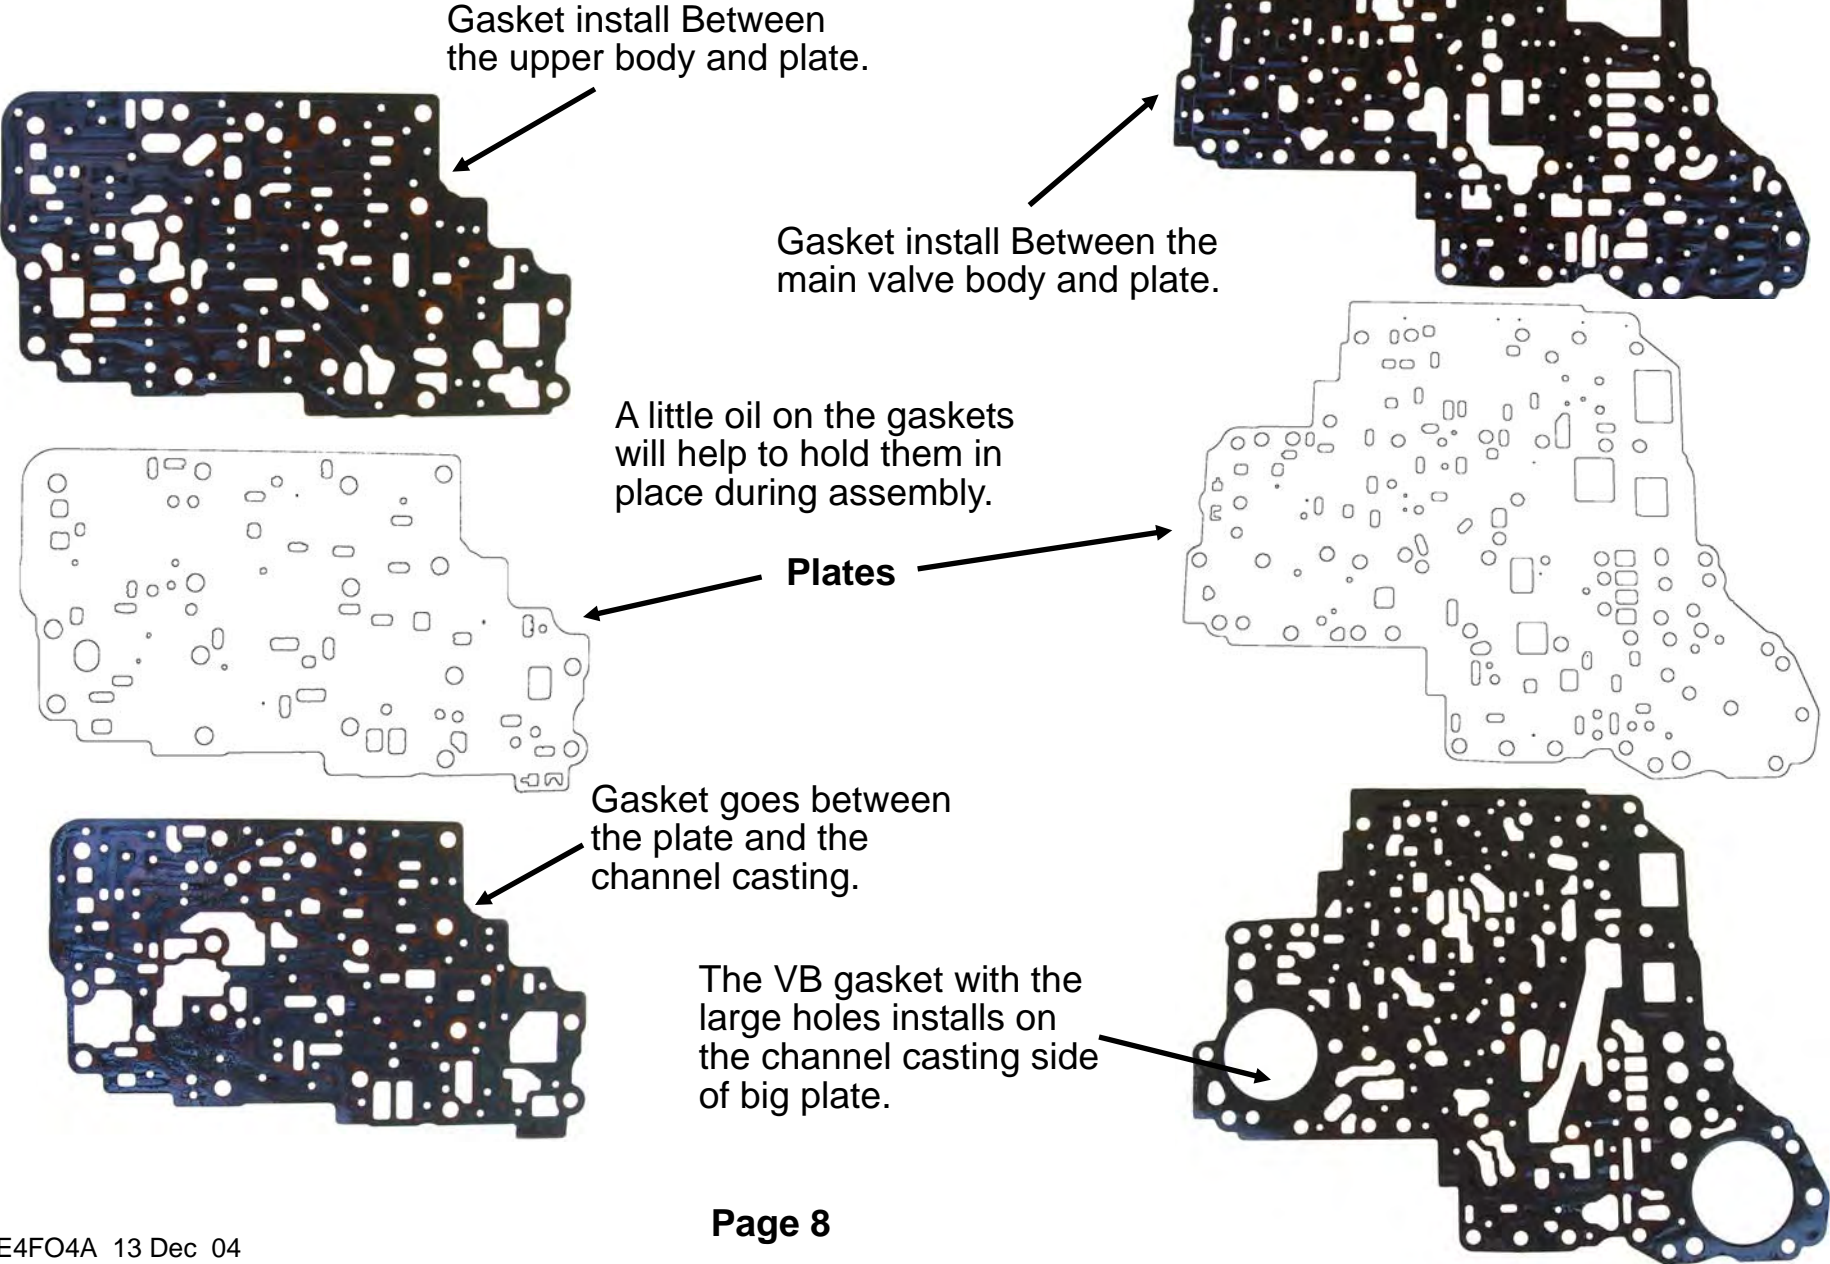 Gasket install Between
the upper body and plate.
Gasket install Between the
main valve body and plate.
A little oil on the gaskets
will help to hold them in
place during assembly.
Plates
Gasket goes between
the plate and the
channel casting.
The VB gasket with the
large holes installs on
the channel casting side
of big plate.
Page 8
E4FO4A 13 Dec 04